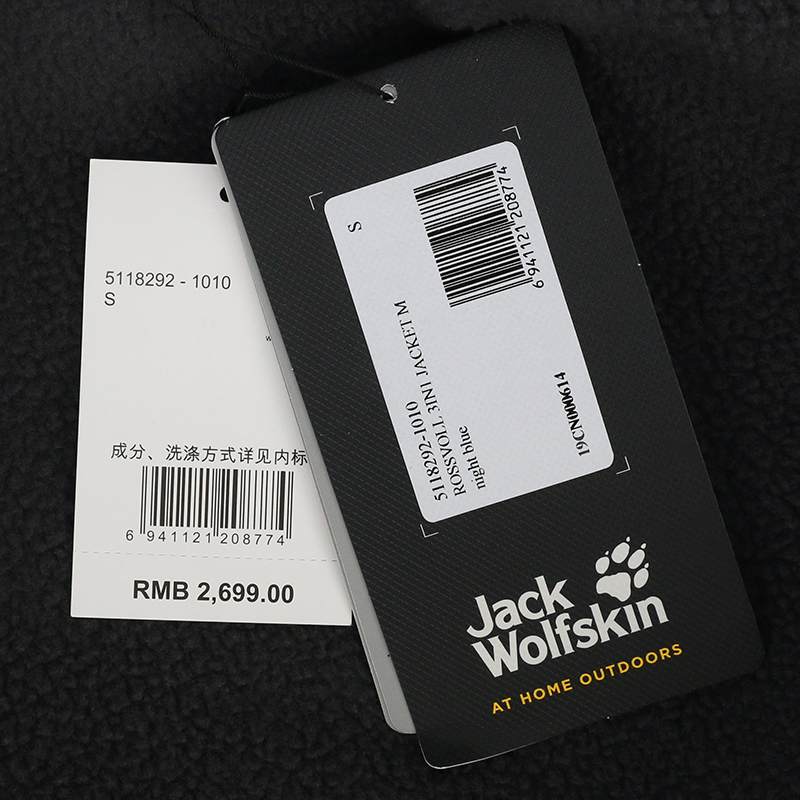 5118292 - 1010
S
成分、洗涤方式详见内标
6 941121 208774
RMB 2,699.00
S
6 941121 208774
5118292-1010
ROSSVOLL 3IN1 JACKET M
night blue
19CN000614
Jack
Wolfskin
AT HOME OUTDOORS